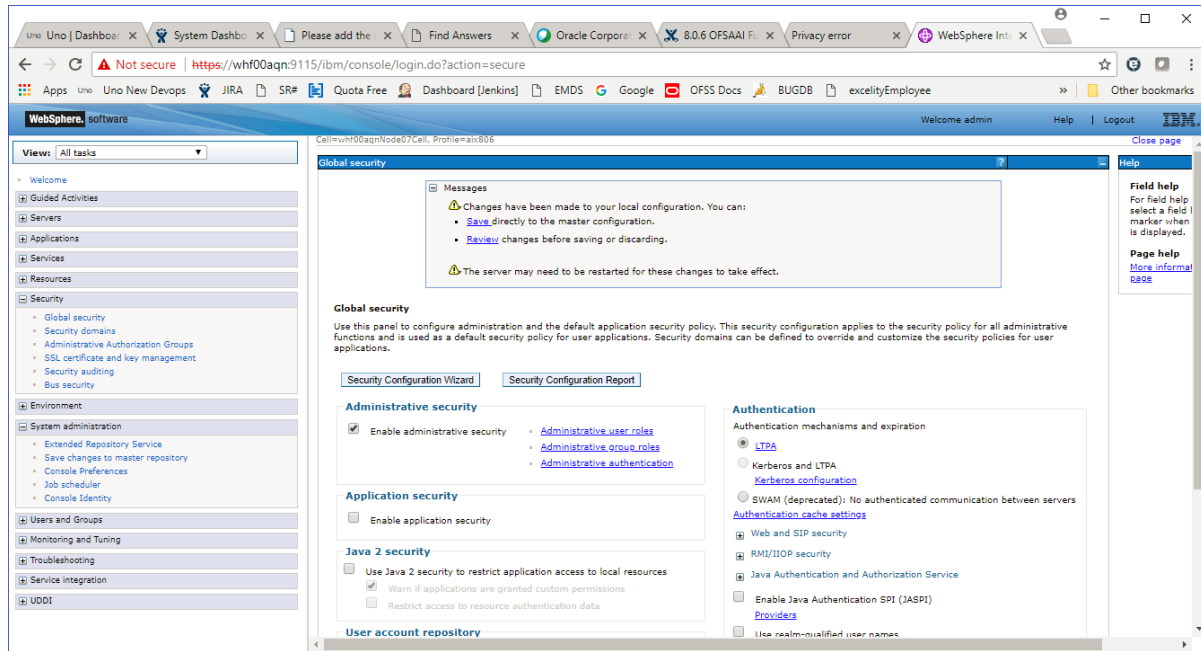 Uno Uno | Dashboar
System Dashbo
Please add the
Find Answers
Oracle Corporat
8.0.6 OFSAAI Fu
Privacy error
WebSphere Int
Not secure | https://whf00aqn:9115/ibm/console/login.do?action=secure
Apps Uno Uno New Devops JIRA SR# Quota Free Dashboard [Jenkins] EMDS G Google OFSS Docs BUGDB excelityEmployee » Other bookmarks
WebSphere. software Welcome admin Help | Logout IBM.
View: All tasks
Welcome
Guided Activities
Servers
Applications
Services
Resources
Security
Global security
Security domains
Administrative Authorization Groups
SSL certificate and key management
Security auditing
Bus security
Environment
System administration
Extended Repository Service
Save changes to master repository
Console Preferences
Job scheduler
Console Identity
Users and Groups
Monitoring and Tuning
Troubleshooting
Service integration
UDDI
Cell=whf00aqnNode07Cell, Profile=aix806
Close page
Global security
Messages
Changes have been made to your local configuration. You can:
Save directly to the master configuration.
Review changes before saving or discarding.
The server may need to be restarted for these changes to take effect.
Global security
Use this panel to configure administration and the default application security policy. This security configuration applies to the security policy for all administrative
functions and is used as a default security policy for user applications. Security domains can be defined to override and customize the security policies for user
applications.
Security Configuration Wizard Security Configuration Report
Administrative security
Enable administrative security
Administrative user roles
Administrative group roles
Administrative authentication
Application security
Enable application security
Java 2 security
Use Java 2 security to restrict application access to local resources
Warn if applications are granted custom permissions
Restrict access to resource authentication data
User account repository
Authentication
Authentication mechanisms and expiration
LTPA
Kerberos and LTPA
Kerberos configuration
SWAM (deprecated): No authenticated communication between servers
Authentication cache settings
Web and SIP security
RMI/IIOP security
Java Authentication and Authorization Service
Enable Java Authentication SPI (JASPI)
Providers
Use realm-qualified user names
Help
Field help
For field help
select a field l
marker when
is displayed.
Page help
More informat
page